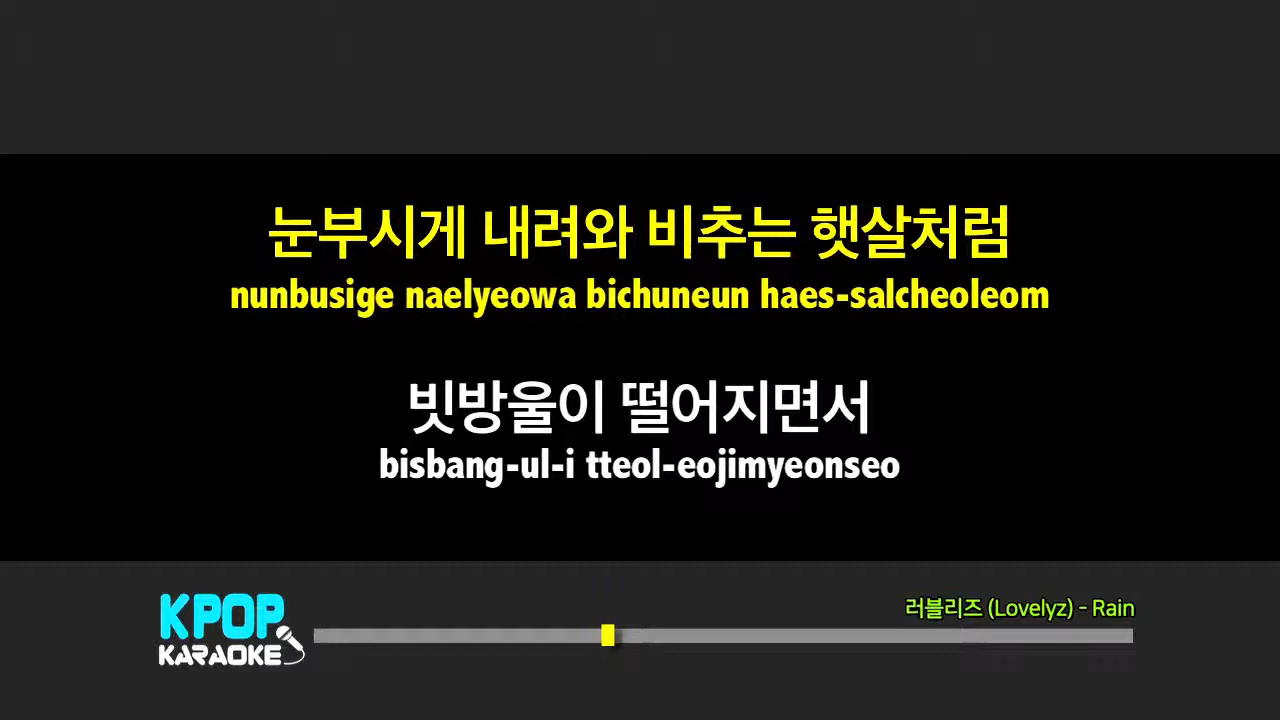 눈부시게 내려와 비추는 햇살처럼
nunbusige naelyeowa bichuneun haes-salcheoleom
빗방울이 떨어지면서
bisbang-ul-i tteol-eojimyeonseo
러블리즈 (Lovelyz) - Rain
KPOP
KARAOKE